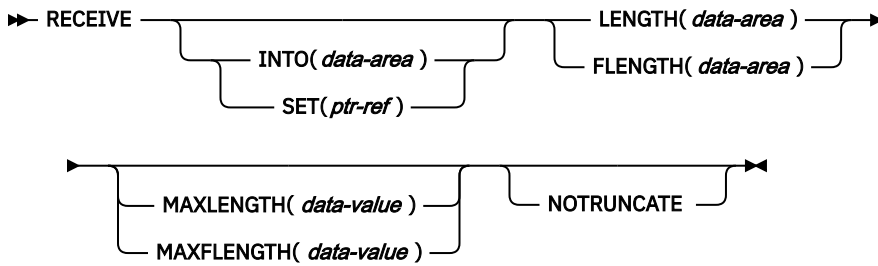 RECEIVE
LENGTH( data-area )
INTO( data-area )
FLENGTH( data-area )
SET( ptr-ref )
MAXLENGTH( data-value )
NOTRUNCATE
MAXFLENGTH( data-value )